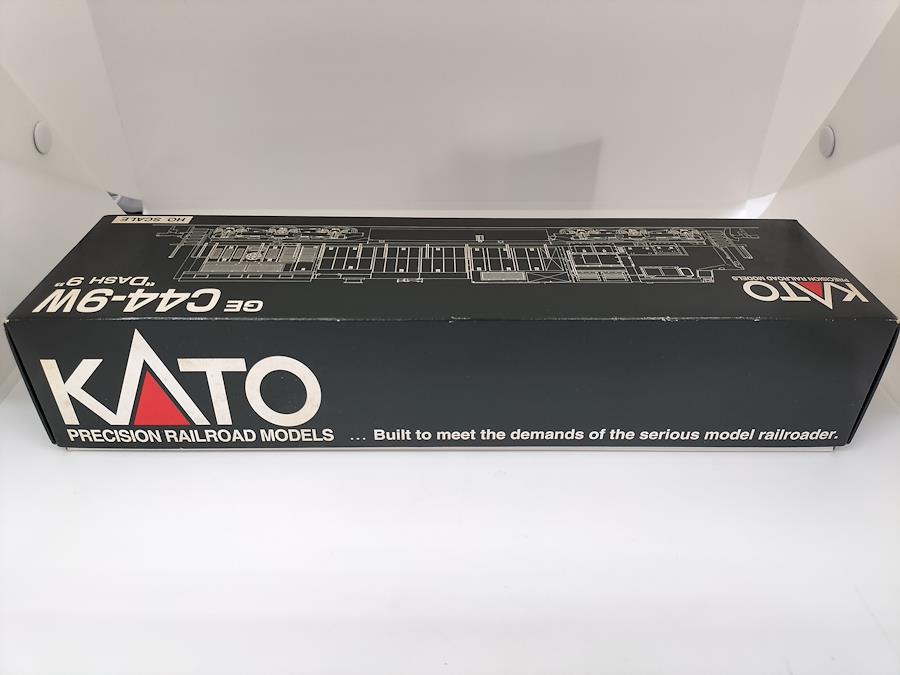 HO SCALE
GE C44-9W
"DASH 9"
KATO
PRECISION RAILROAD MODELS
KATO
PRECISION RAILROAD MODELS ... Built to meet the demands of the serious model railroader.